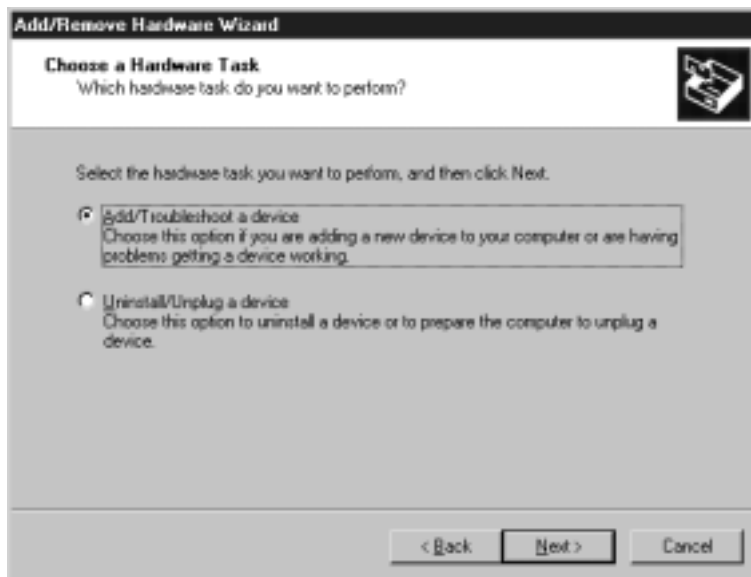 Add/Remove Hardware Wizard
Choose a Hardware Task
Which hardware task do you want to perform?
Select the hardware task you want to perform, and then click Next.
Add/Troubleshoot a device
Choose this option if you are adding a new device to your computer or are having
problems getting a device working.
Uninstall/Unplug a device
Choose this option to uninstall a device or to prepare the computer to unplug a
device.
< Back
Next >
Cancel